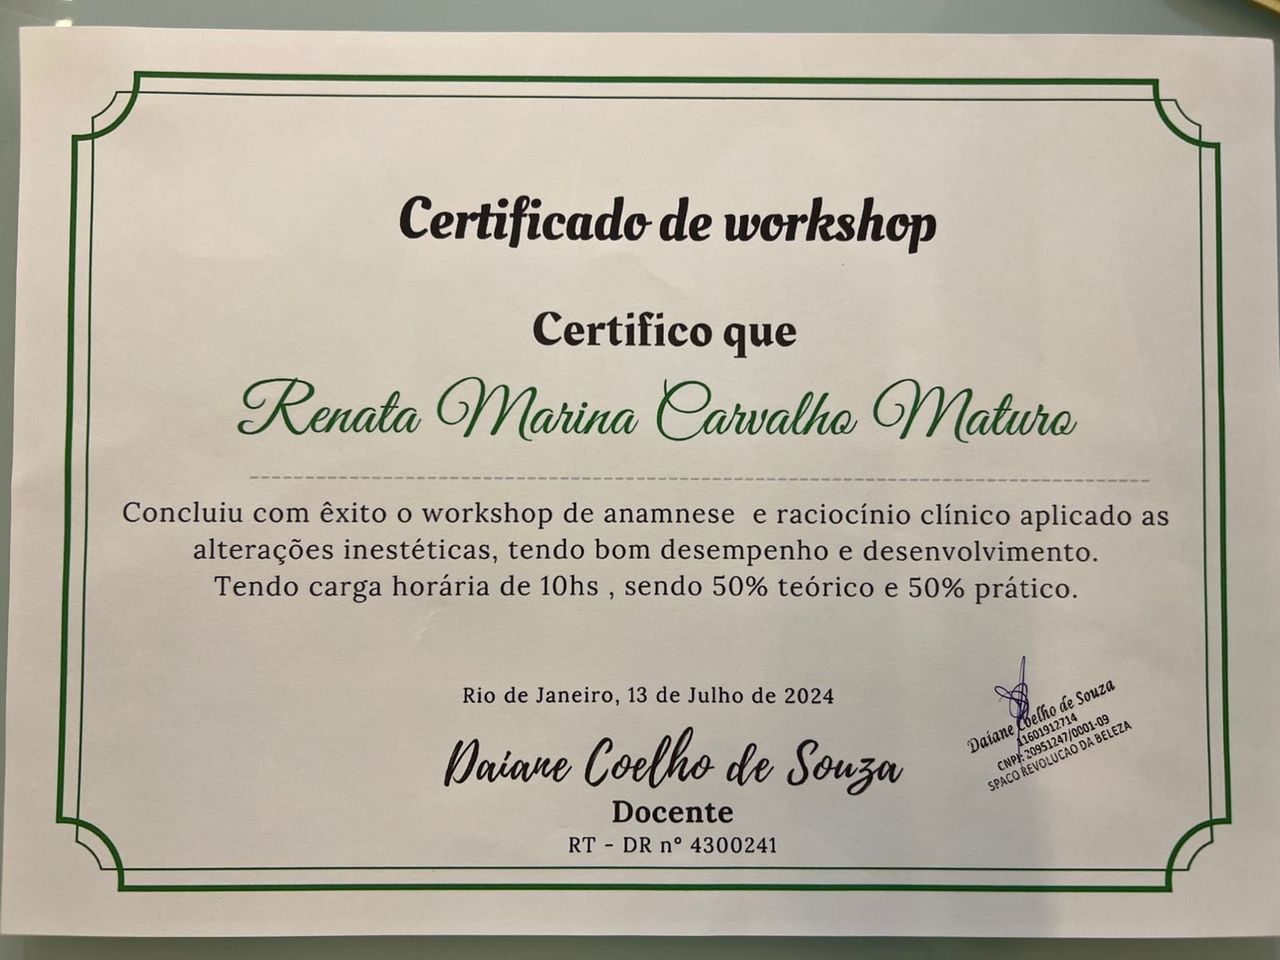 Certificado de workshop
Certifico que
Renata Marina Carvalho Maturo
Concluiu com êxito o workshop de anamnese e raciocínio clínico aplicado as
alterações inestéticas, tendo bom desempenho e desenvolvimento.
Tendo carga horária de 10hs , sendo 50% teórico e 50% prático.
Rio de Janeiro, 13 de Julho de 2024
Daiane Coelho de Souza
Docente
RT - DR nº 4300241
Daiane Coelho de Souza
11601912714
CNPJ: 20951247/0001-09
SPACO REVOLUCAO DA BELEZA